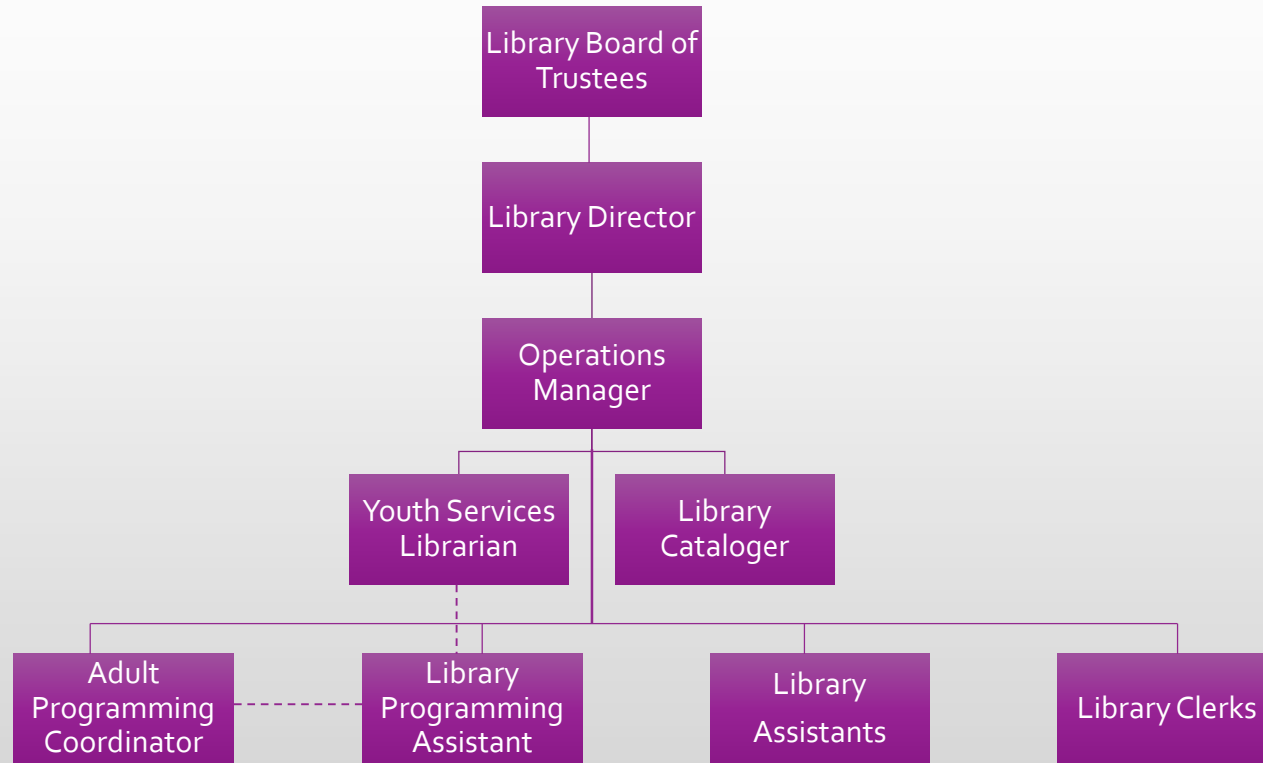 Library Board of
Trustees
Library Director
Operations
Manager
Youth Services
Librarian
Library
Cataloger
Adult
Programming
Coordinator
Library
Programming
Assistant
Library
Assistants
Library Clerks